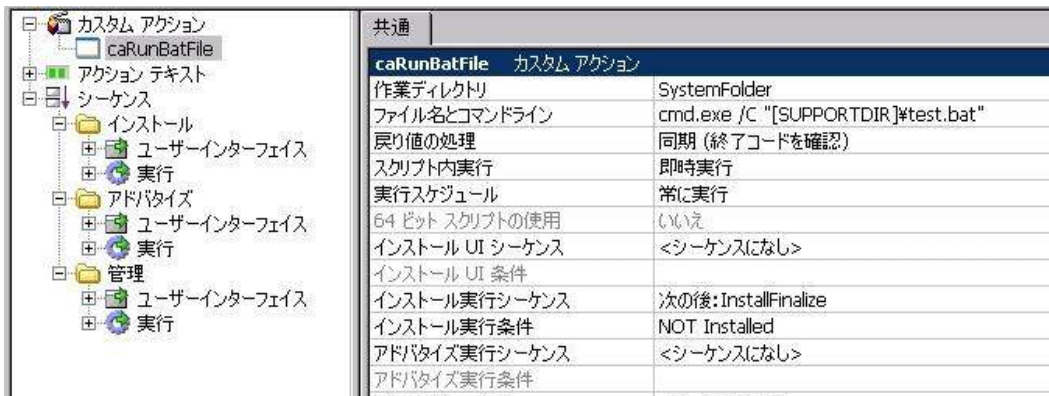 カスタム アクション
caRunBatFile
アクション テキスト
シーケンス
インストール
ユーザーインターフェイス
実行
アドバタイズ
ユーザーインターフェイス
実行
管理
ユーザーインターフェイス
実行
共通
caRunBatFile カスタム アクション
作業ディレクトリ SystemFolder
ファイル名とコマンドライン cmd.exe /C "[SUPPORTDIR]¥test.bat"
戻り値の処理 同期 (終了コードを確認)
スクリプト内実行 即時実行
実行スケジュール 常に実行
64 ビット スクリプトの使用 いいえ
インストール UI シーケンス <シーケンスになし>
インストール UI 条件
インストール実行シーケンス 次の後: InstallFinalize
インストール実行条件 NOT Installed
アドバタイズ実行シーケンス <シーケンスになし>
アドバタイズ実行条件